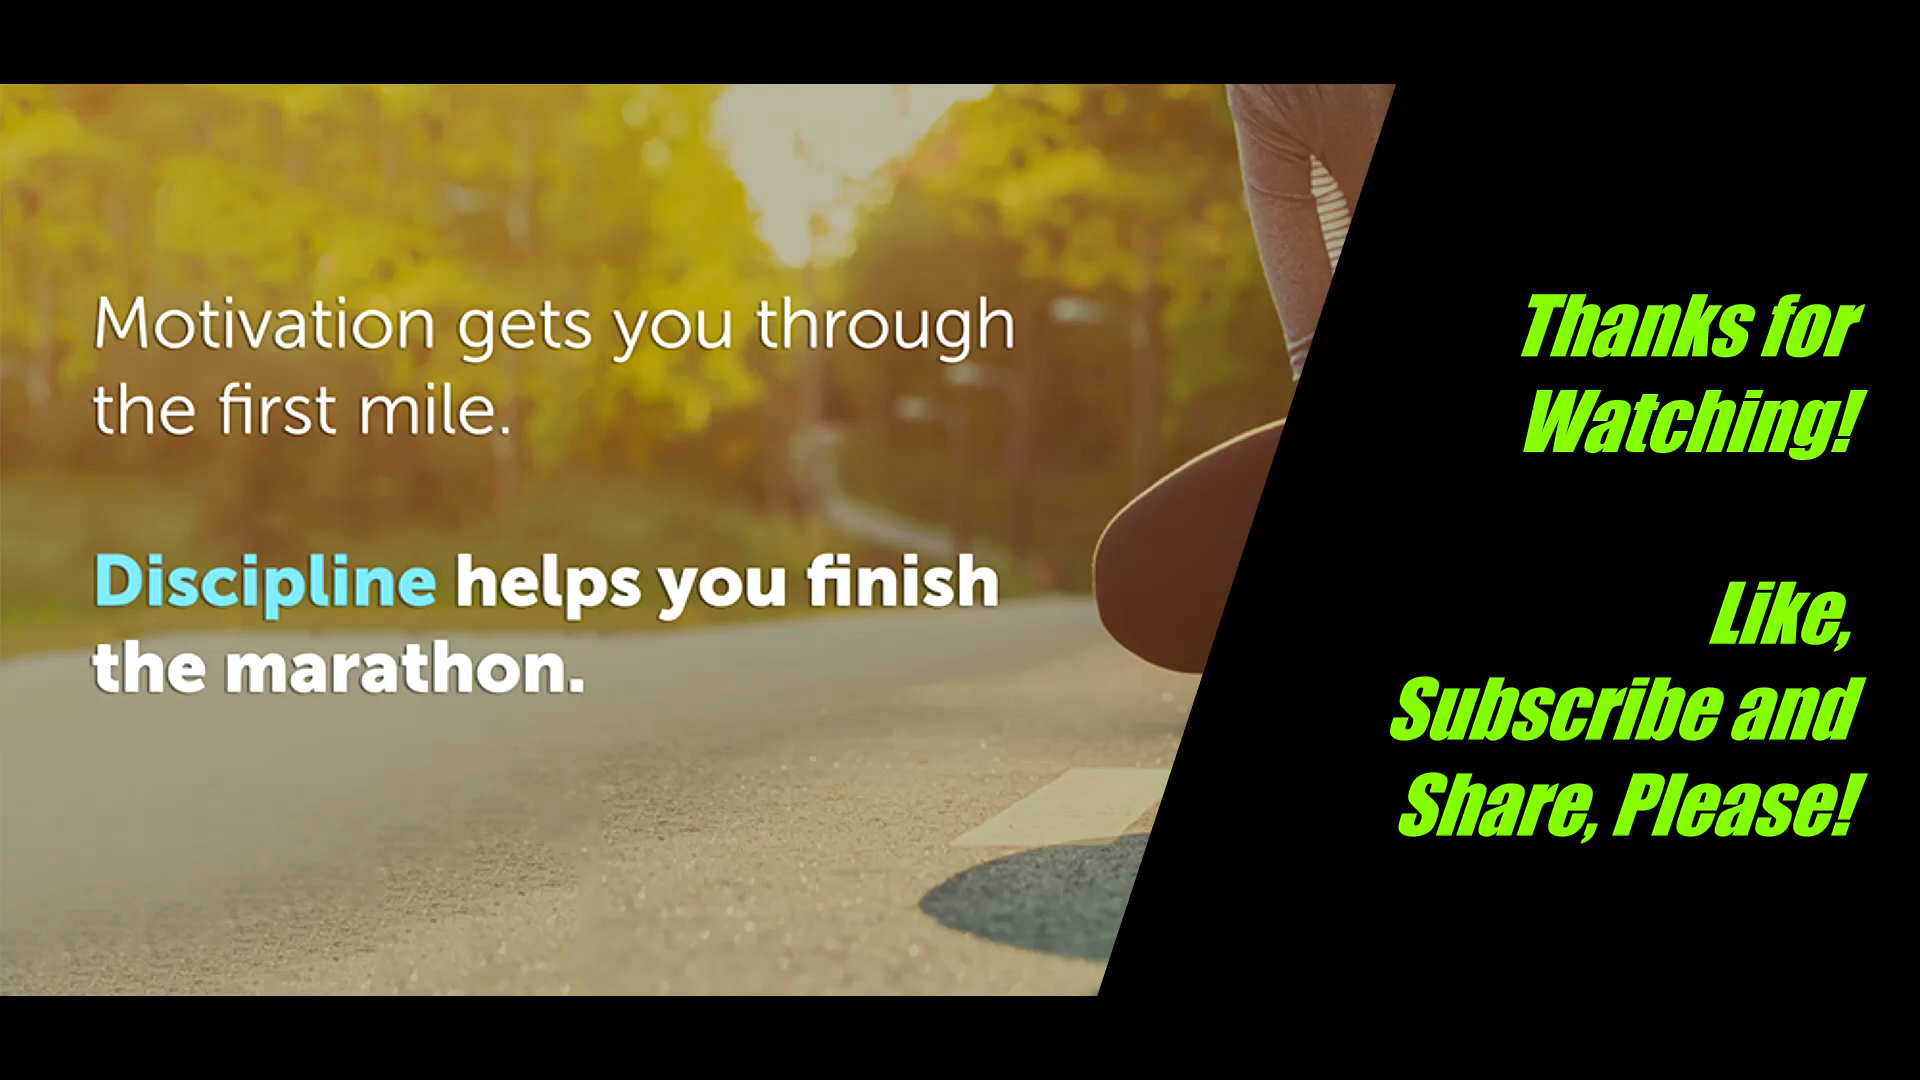 Motivation gets you through
the first mile.
Discipline helps you finish
the marathon.
Thanks for
Watching!
Like,
Subscribe and
Share, Please!